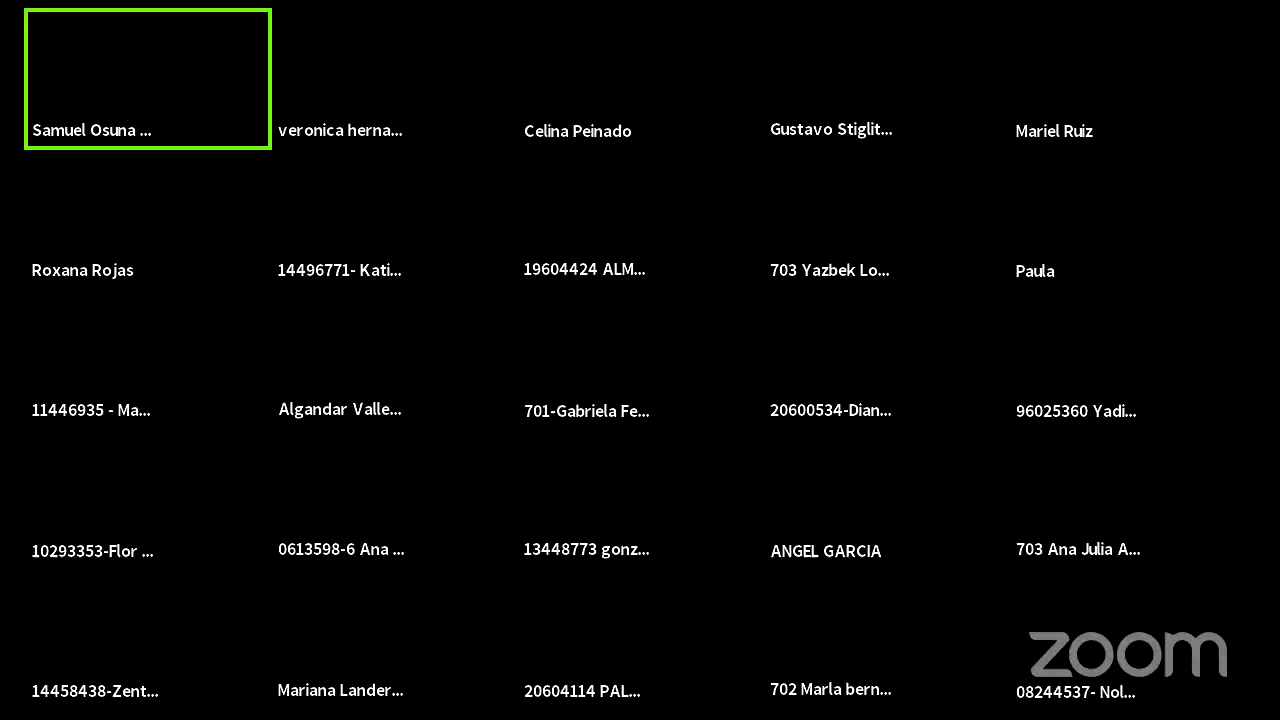 Samuel Osuna ...
veronica herna...
Celina Peinado
Gustavo Stiglit...
Mariel Ruiz
Roxana Rojas
14496771- Kati...
19604424 ALM...
703 Yazbek Lo...
Paula
11446935 - Ma...
Algandar Valle...
701-Gabriela Fe...
20600534-Dian...
96025360 Yadi...
10293353-Flor ...
0613598-6 Ana ...
13448773 gonz...
ANGEL GARCIA
703 Ana Julia A...
14458438-Zent...
Mariana Lander...
20604114 PAL...
702 Marla bern...
08244537- Nol...
zoom